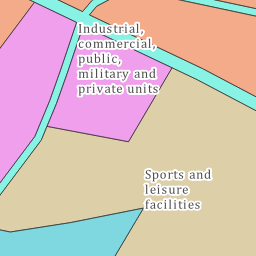 Industrial,
commercial,
public,
military and
private units
Sports and
leisure
facilities